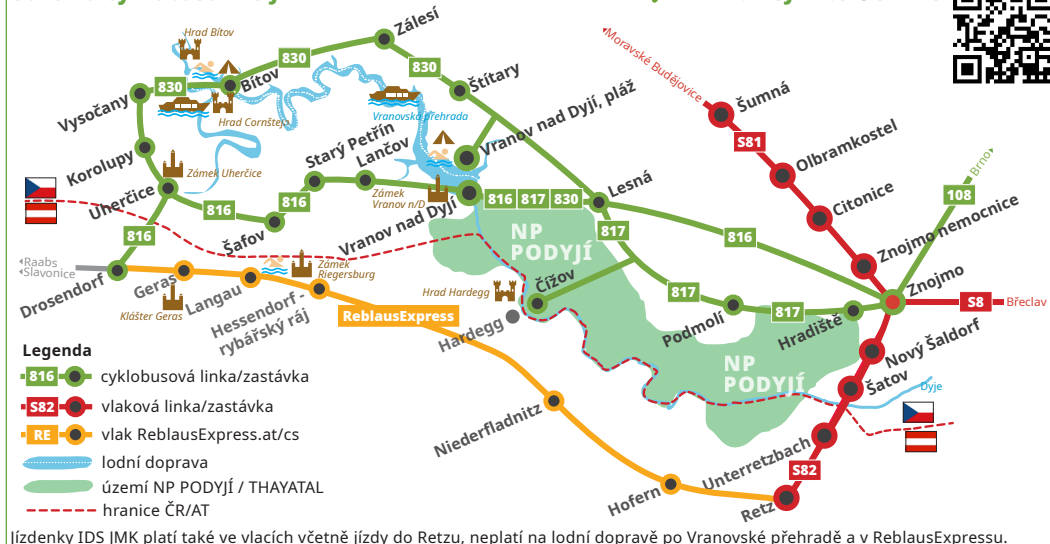 Zálesí
Hrad Bítov
Moravské Budějovice
830
830
Štítary
830
Bítov
Vysočany
Šumná
Hrad Cornštejn
Vranovská přehrada
Vranov nad Dyjí, pláž
S81
Olbramkostel
Starý Petřín
Lančov
Korolupy
Zámek Uherčice
Brno
Uherčice
Zámek
Vranov n/D
816 817 830
Lesná
108
Citonice
816
816
Šafov
Vranov nad Dyjí
817
NP
PODYJÍ
816
Znojmo nemocnice
816
Raabs
Slavonice
Zámek
Riegersburg
Drosendorf
Geras
Langau
Klášter Geras
Hessendorf -
rybářský ráj
ReblausExpress
Hrad Hardegg
Čížov
Hardegg
817
Podmolí
817
Hradiště
Znojmo
S8
Břeclav
Nový Šaldorf
NP
PODYJÍ
Šatov
Dyje
Legenda
816
cyklobusová linka/zastávka
S82
vlaková linka/zastávka
RE
vlak ReblausExpress.at/cs
lodní doprava
území NP PODYJÍ / THAYATAL
hranice ČR/AT
Niederfladnitz
Unterretzbach
S82
Hofern
Retz
Jízdenky IDS JMK platí také ve vlacích včetně jízdy do Retzu, neplatí na lodní dopravě po Vranovské přehradě a v ReblausExpressu.